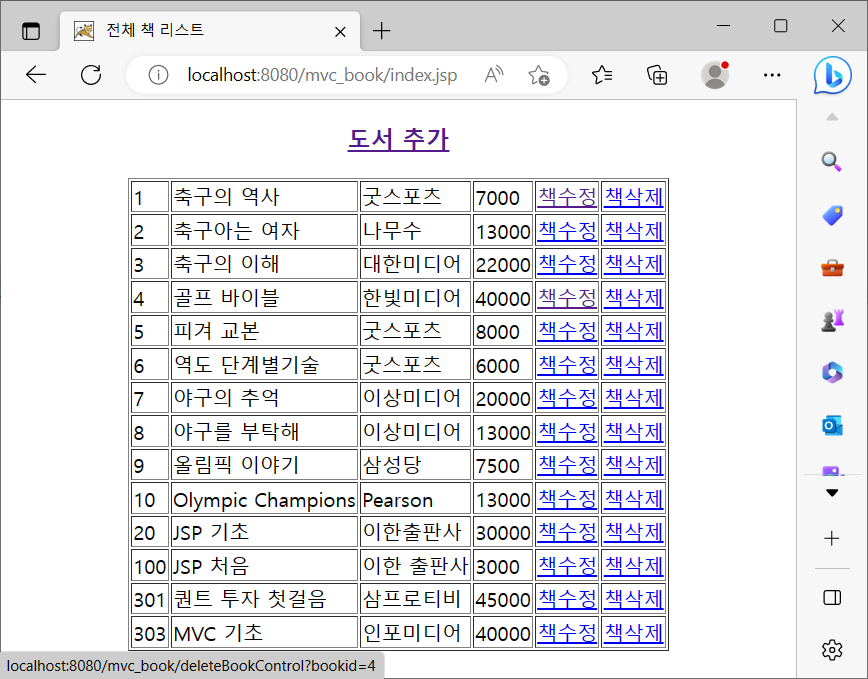 전체 책 리스트
localhost:8080/mvc_book/index.jsp
도서 추가
1 축구의 역사 굿스포츠 7000 책수정 책삭제
2 축구아는 여자 나무수 13000 책수정 책삭제
3 축구의 이해 대한미디어 22000 책수정 책삭제
4 골프 바이블 한빛미디어 40000 책수정 책삭제
5 피겨 교본 굿스포츠 8000 책수정 책삭제
6 역도 단계별기술 굿스포츠 6000 책수정 책삭제
7 야구의 추억 이상미디어 20000 책수정 책삭제
8 야구를 부탁해 이상미디어 13000 책수정 책삭제
9 올림픽 이야기 삼성당 7500 책수정 책삭제
10 Olympic Champions Pearson 13000 책수정 책삭제
20 JSP 기초 이한출판사 30000 책수정 책삭제
100 JSP 처음 이한 출판사 3000 책수정 책삭제
301 퀀트 투자 첫걸음 삼프로티비 45000 책수정 책삭제
303 MVC 기초 인포미디어 40000 책수정 책삭제
localhost:8080/mvc_book/deleteBookControl?bookid=4